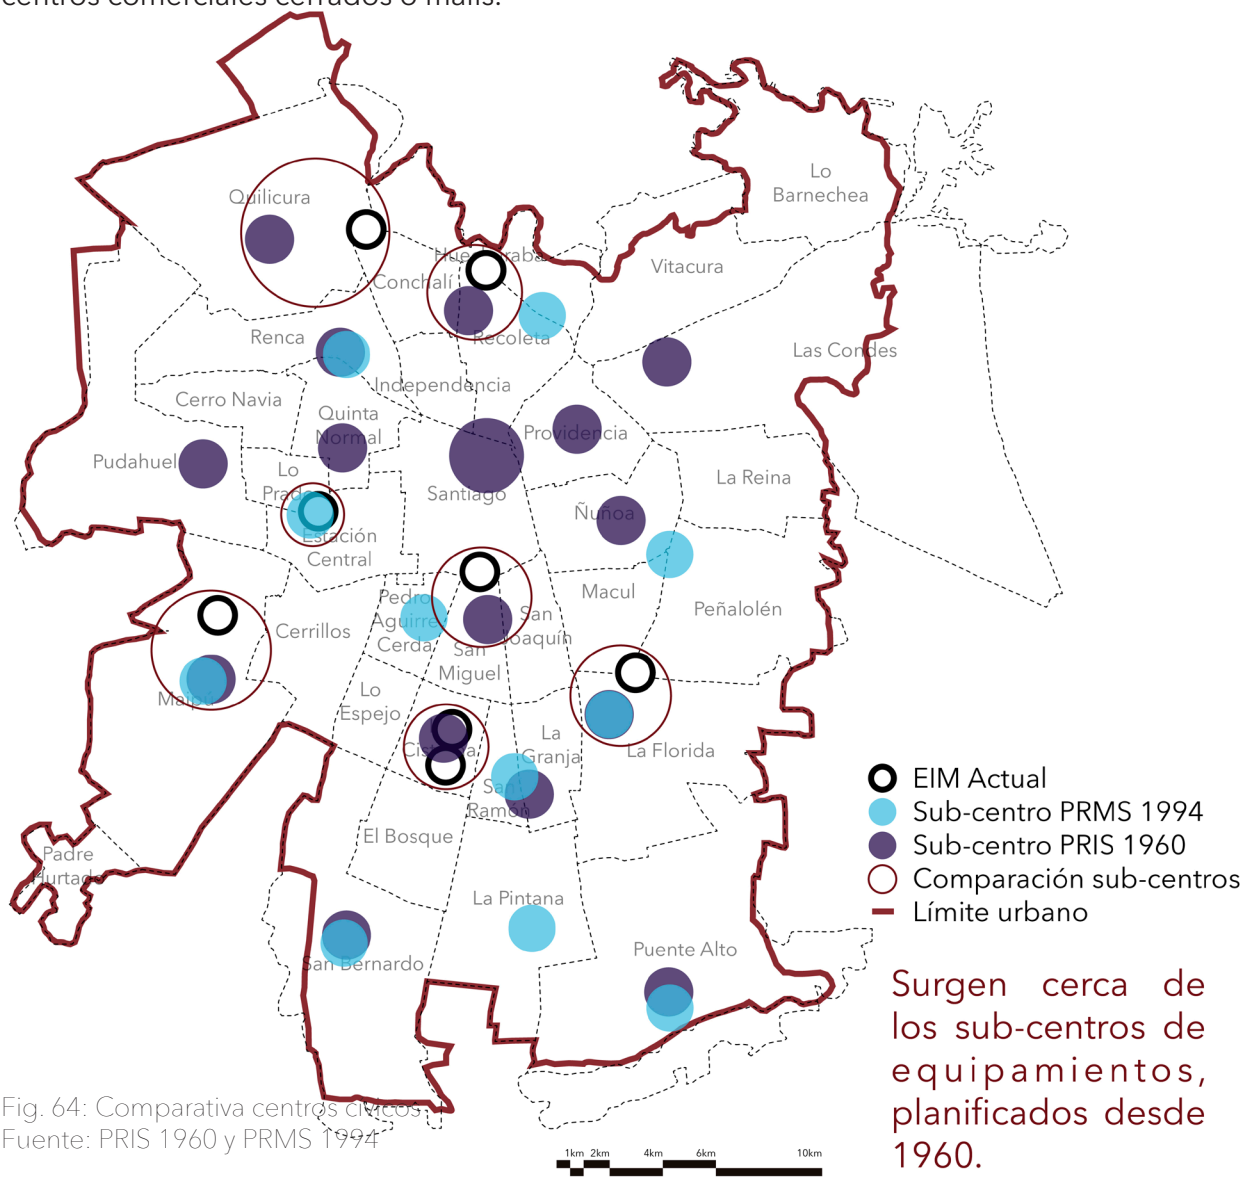 centros comerciales cerrados o malls.
Lo
Barnechea
Quilicura
Huechuraba
Vitacura
Conchalí
Renca
Recoleta
Las Condes
Independencia
Cerro Navia
Quinta
Normal
Providencia
Pudahuel
Lo
Prado
La Reina
Santiago
Ñuñoa
Estación
Central
Macul
Pedro
Aguirre
Cerda
Peñalolén
San
Joaquín
Cerrillos
San
Miguel
Maipú
Lo
Espejo
La
Granja
Cisterna
La Florida
EIM Actual
Sub-centro PRMS 1994
Sub-centro PRIS 1960
Comparación sub-centros
Límite urbano
San
Ramón
El Bosque
Padre
Hurtado
La Pintana
Puente Alto
San Bernardo
Surgen cerca de
los sub-centros de
equipamientos,
planificados desde
1960.
Fig. 64: Comparativa centros cívicos
Fuente: PRIS 1960 y PRMS 1994
1km 2km 4km 6km 10km